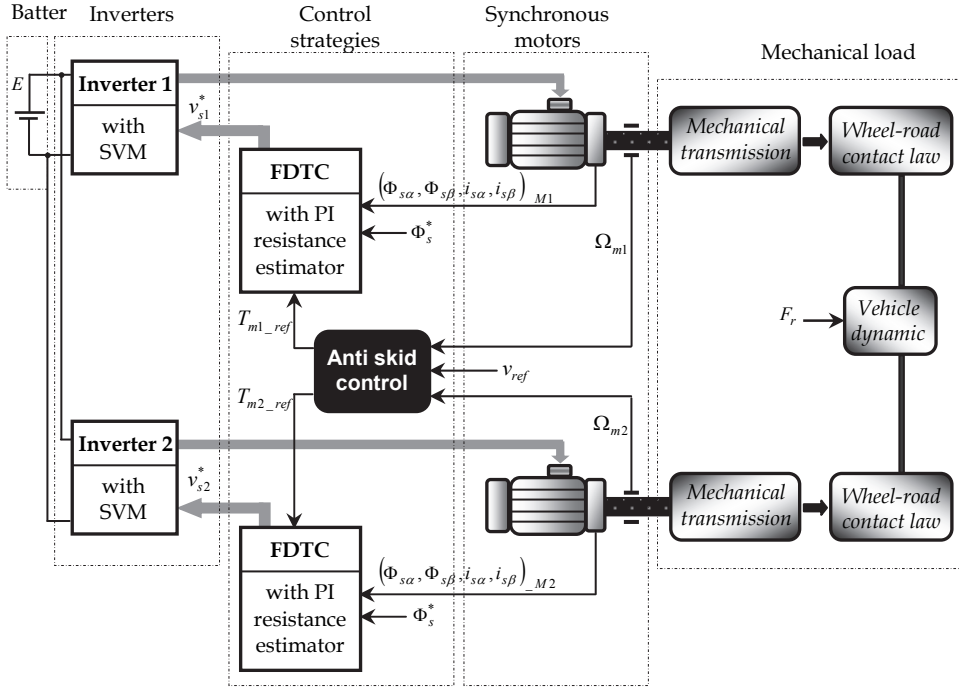 Batter
Inverters
Control
strategies
Synchronous
motors
Mechanical load
E
Inverter 1
with
SVM
v*s1
FDTC
with PI
resistance
estimator
(Φsα, Φsβ, isα, isβ)_M1
Φ*s
Ωm1
Mechanical
transmission
Wheel-road
contact law
Tm1_ref
Anti skid
control
vref
Fr
Vehicle
dynamic
Tm2_ref
Ωm2
Inverter 2
with
SVM
v*s2
FDTC
with PI
resistance
estimator
(Φsα, Φsβ, isα, isβ)_M2
Φ*s
Mechanical
transmission
Wheel-road
contact law